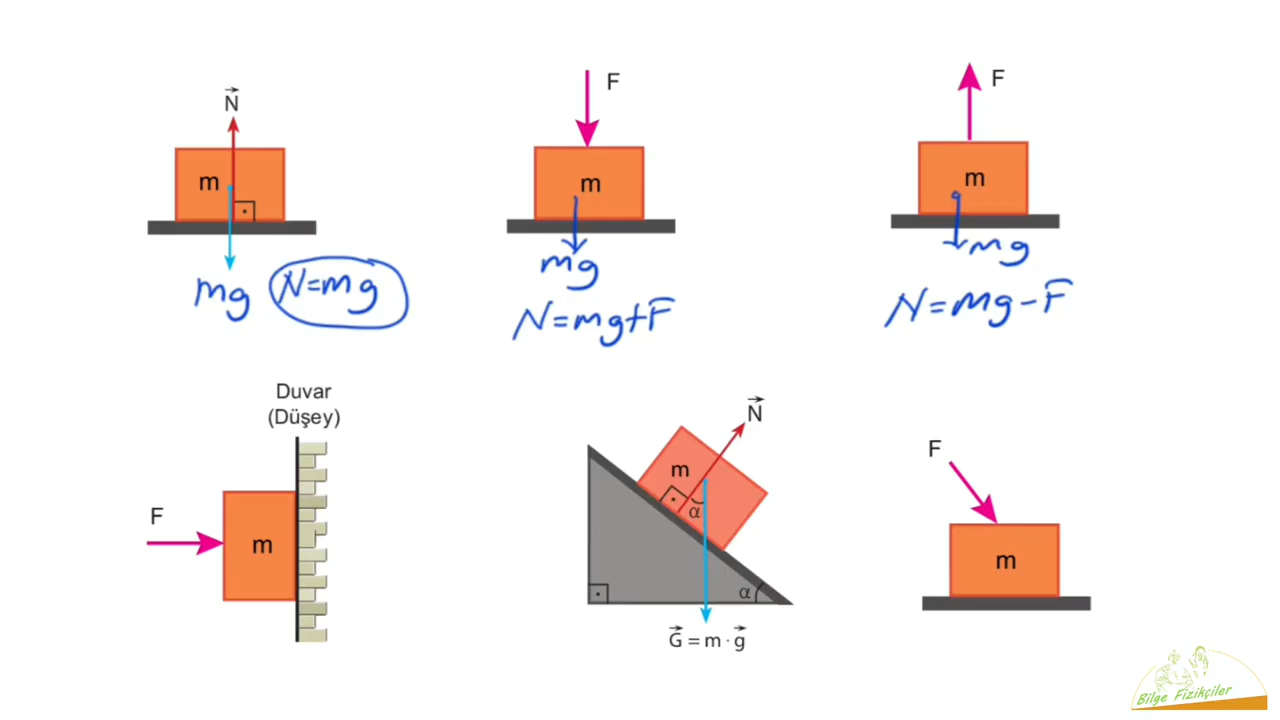 N
m
mg
N=mg
F
m
mg
N=mg+F
F
m
mg
N=mg-F
Duvar
(Düşey)
F
m
N
m
α
α
G = m · g
F
m
Bilge Fizikçiler